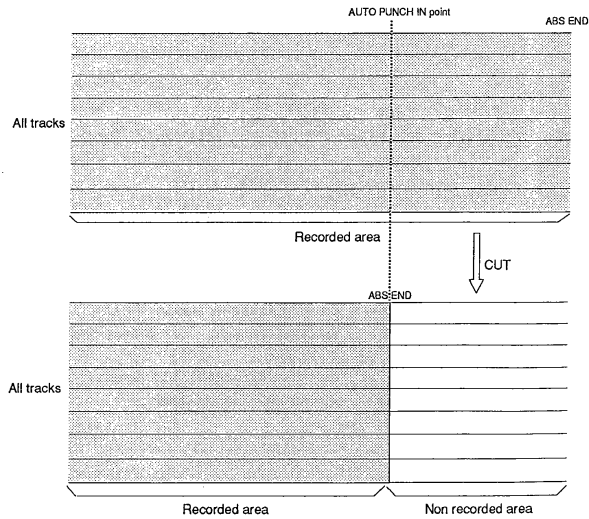 AUTO PUNCH IN point
ABS END
All tracks
Recorded area
CUT
ABS END
All tracks
Recorded area
Non recorded area